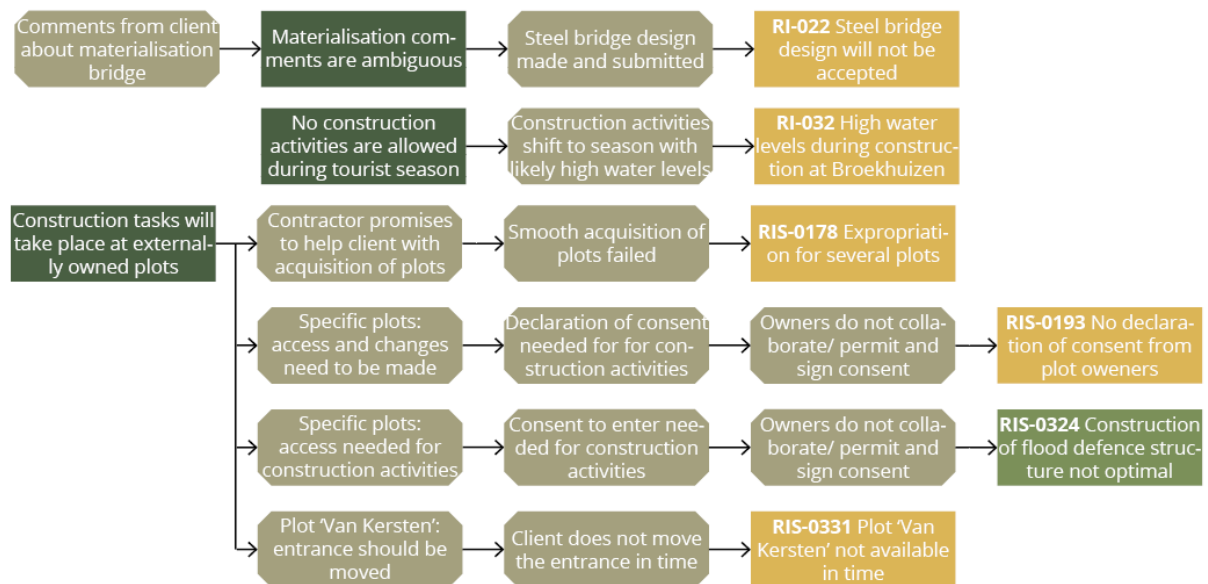 Comments from client
about materialisation
bridge
Materialisation com-
ments are ambiguous
Steel bridge design
made and submitted
RI-022 Steel bridge
design will not be
accepted
No construction
activities are allowed
during tourist season
Construction activities
shift to season with
likely high water levels
RI-032 High water
levels during construc-
tion at Broekhuizen
Construction tasks will
take place at external-
ly owned plots
Contractor promises
to help client with
acquisition of plots
Smooth acquisition of
plots failed
RIS-0178 Expropriati-
on for several plots
Specific plots:
access and changes
need to be made
Declaration of consent
needed for for con-
struction activities
Owners do not colla-
borate/ permit and
sign consent
RIS-0193 No declara-
tion of consent from
plot oweners
Specific plots:
access needed for
construction activities
Consent to enter nee-
ded for construction
activities
Owners do not colla-
borate/ permit and
sign consent
RIS-0324 Construction
of flood defence struc-
ture not optimal
Plot ‘Van Kersten’:
entrance should be
moved
Client does not move
the entrance in time
RIS-0331 Plot ‘Van
Kersten’ not available
in time